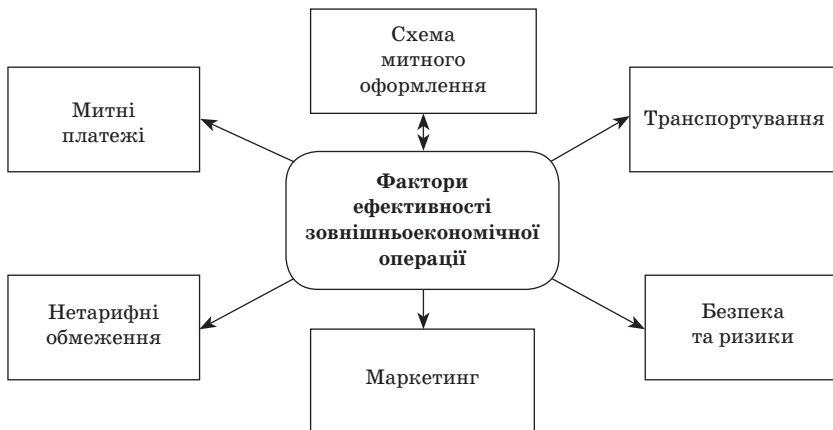 Схема
митного
оформлення
Митні
платежі
Транспортування
Фактори
ефективності
зовнішньоекономічної
операції
Нетарифні
обмеження
Маркетинг
Безпека
та ризики